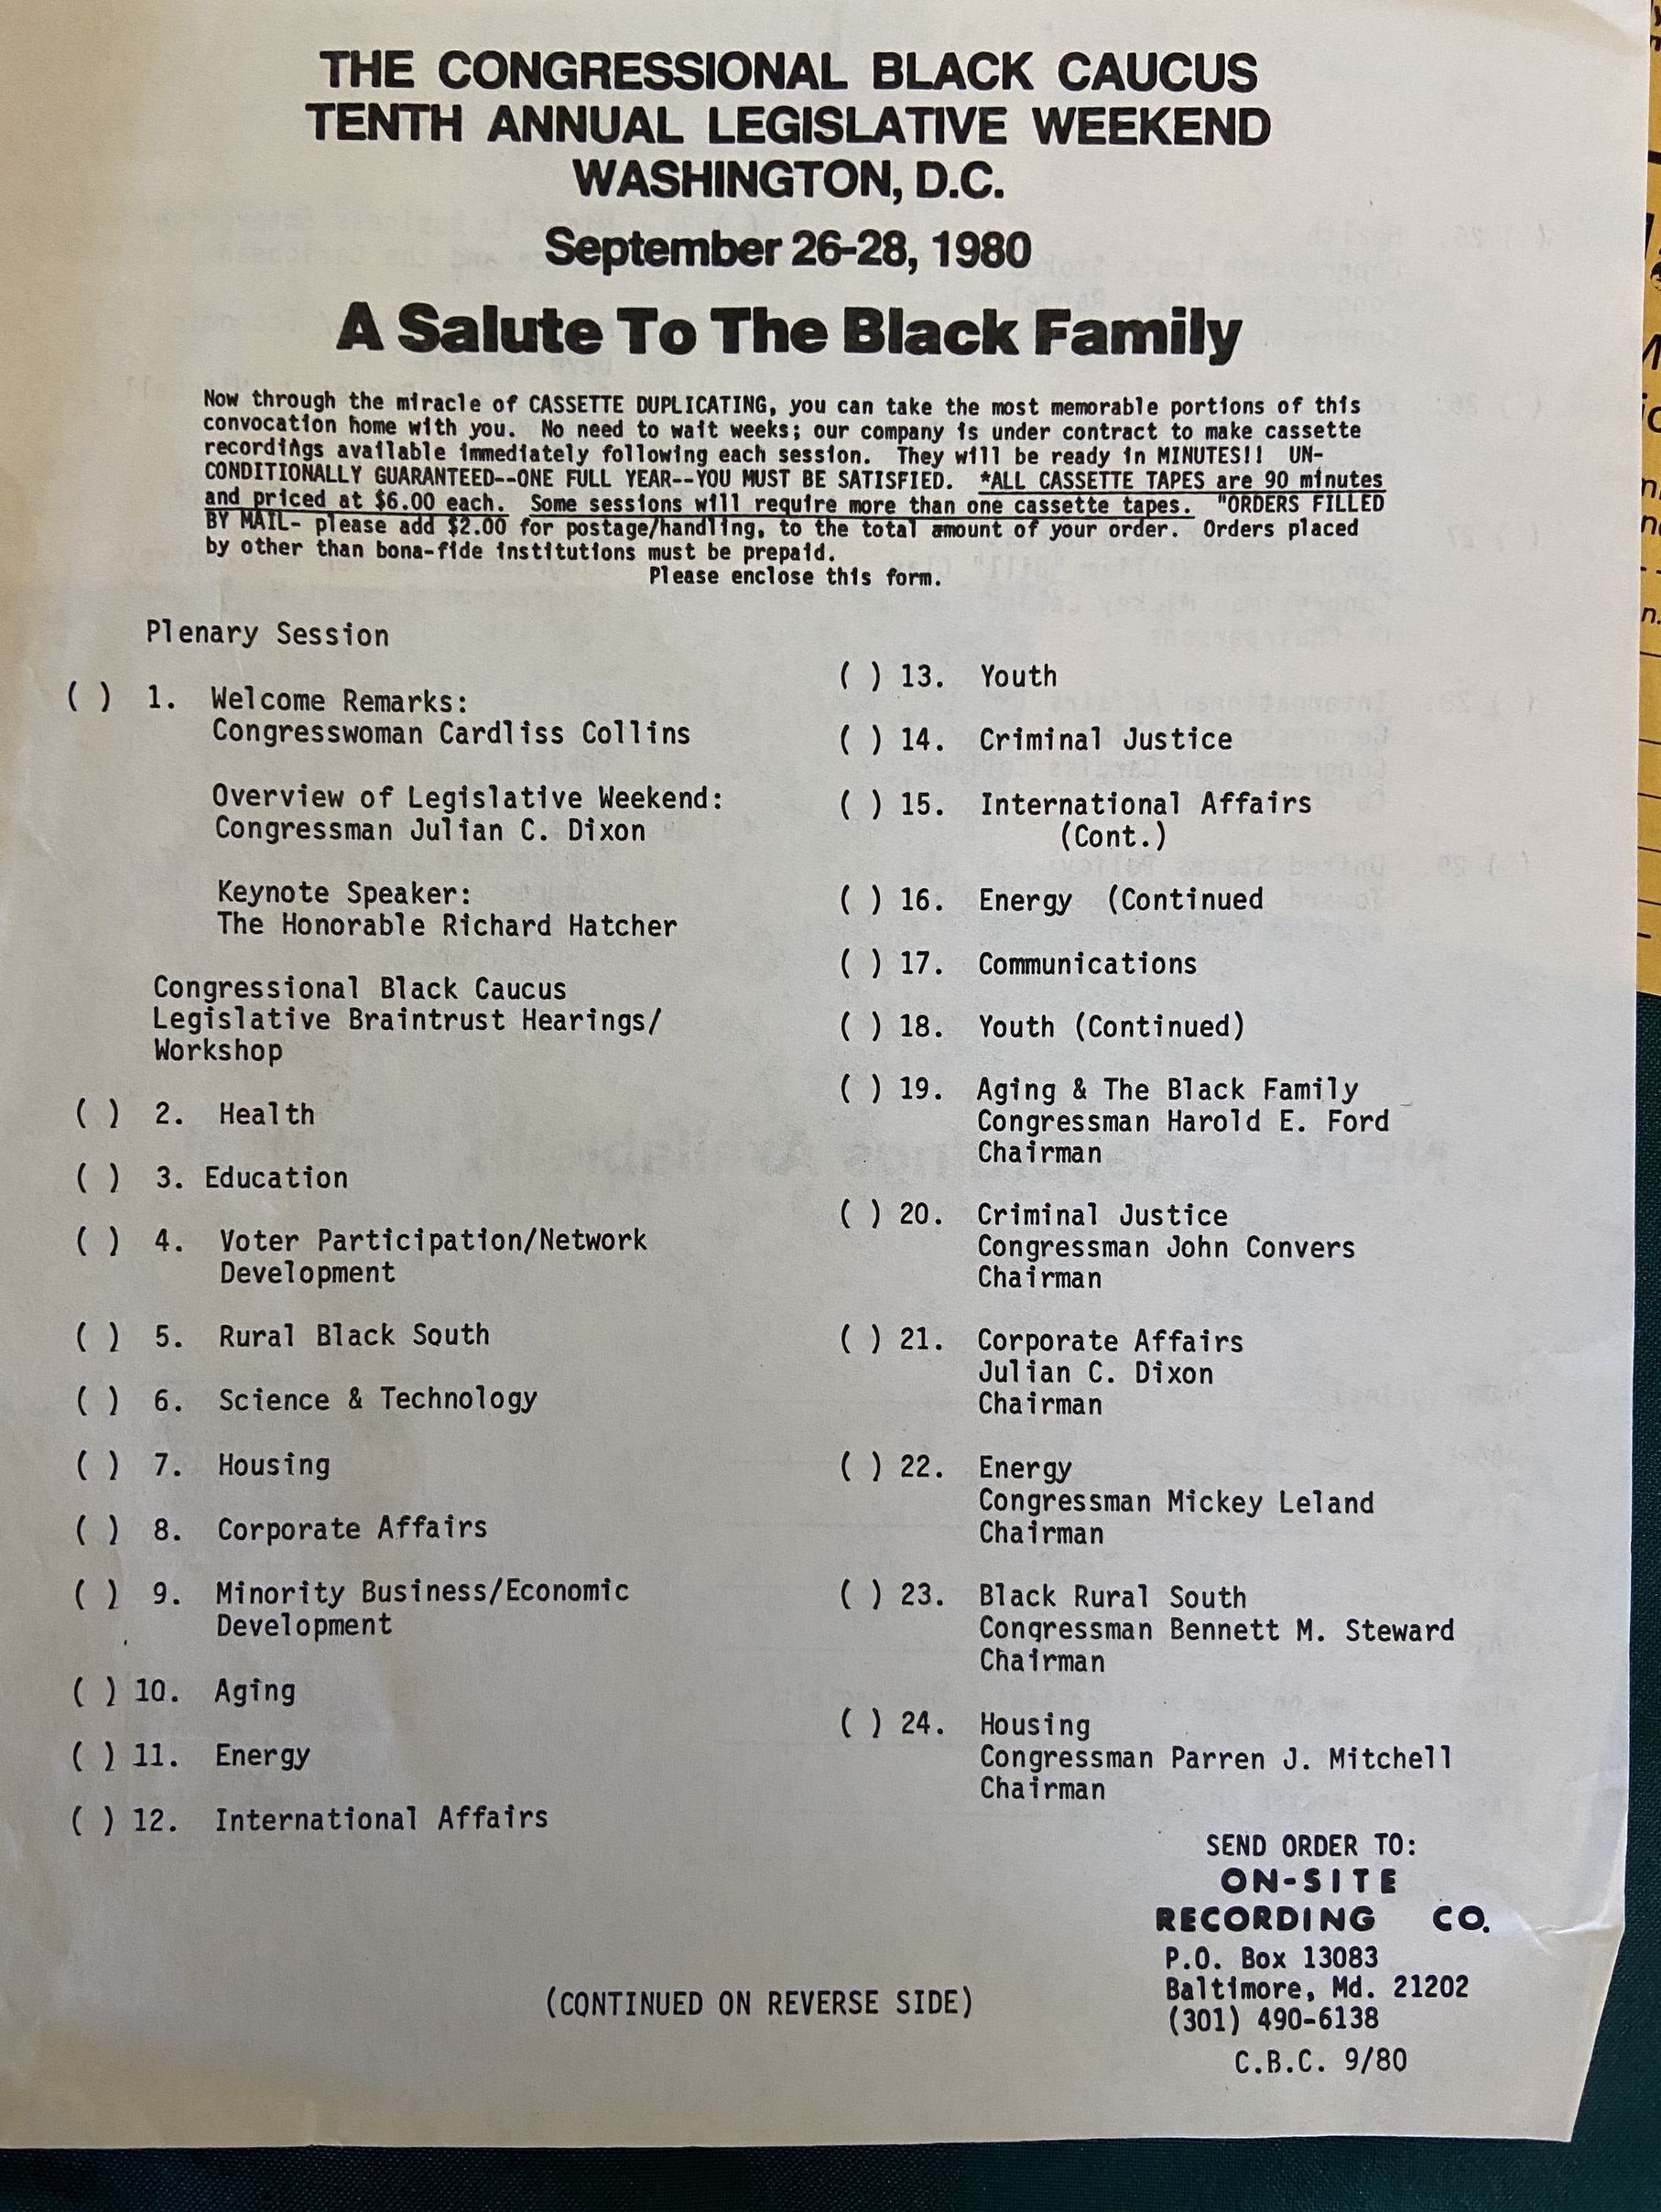 THE CONGRESSIONAL BLACK CAUCUS
TENTH ANNUAL LEGISLATIVE WEEKEND
WASHINGTON, D.C.
September 26-28, 1980
A Salute To The Black Family
Now through the miracle of CASSETTE DUPLICATING, you can take the most memorable portions of this
convocation home with you. No need to wait weeks; our company is under contract to make cassette
recordings available immediately following each session. They will be ready in MINUTES!! UN-
CONDITIONALLY GUARANTEED--ONE FULL YEAR--YOU MUST BE SATISFIED. *ALL CASSETTE TAPES are 90 minutes
and priced at $6.00 each. Some sessions will require more than one cassette tapes. "ORDERS FILLED
BY MAIL- please add $2.00 for postage/handling, to the total amount of your order. Orders placed
by other than bona-fide institutions must be prepaid.
Please enclose this form.
Plenary Session
( ) 1. Welcome Remarks:
Congresswoman Cardliss Collins
Overview of Legislative Weekend:
Congressman Julian C. Dixon
Keynote Speaker:
The Honorable Richard Hatcher
Congressional Black Caucus
Legislative Braintrust Hearings/
Workshop
( ) 2. Health
( ) 3. Education
( ) 4. Voter Participation/Network
Development
( ) 5. Rural Black South
( ) 6. Science & Technology
( ) 7. Housing
( ) 8. Corporate Affairs
( ) 9. Minority Business/Economic
Development
( ) 10. Aging
( ) 11. Energy
( ) 12. International Affairs
( ) 13. Youth
( ) 14. Criminal Justice
( ) 15. International Affairs
(Cont.)
( ) 16. Energy (Continued
( ) 17. Communications
( ) 18. Youth (Continued)
( ) 19. Aging & The Black Family
Congressman Harold E. Ford
Chairman
( ) 20. Criminal Justice
Congressman John Convers
Chairman
( ) 21. Corporate Affairs
Julian C. Dixon
Chairman
( ) 22. Energy
Congressman Mickey Leland
Chairman
( ) 23. Black Rural South
Congressman Bennett M. Steward
Chairman
( ) 24. Housing
Congressman Parren J. Mitchell
Chairman
SEND ORDER TO:
ON-SITE
RECORDING CO.
P.O. Box 13083
Baltimore, Md. 21202
(301) 490-6138
C.B.C. 9/80
(CONTINUED ON REVERSE SIDE)